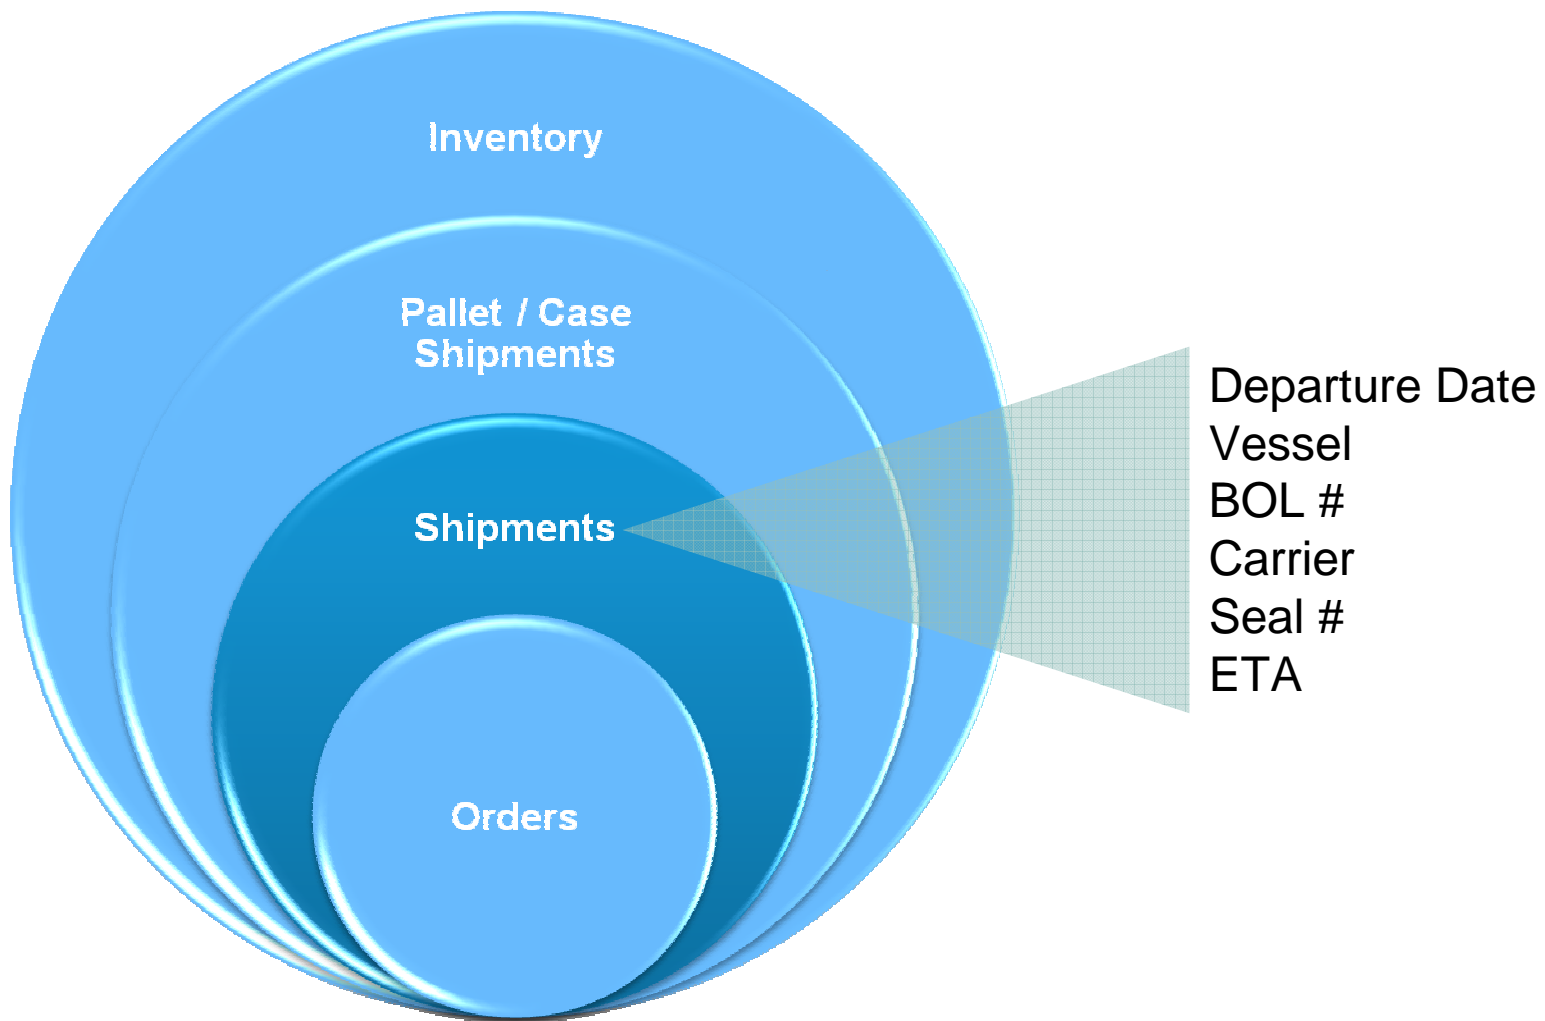 Inventory
Pallet / Case
Shipments
Shipments
Orders
Departure Date
Vessel
BOL #
Carrier
Seal #
ETA